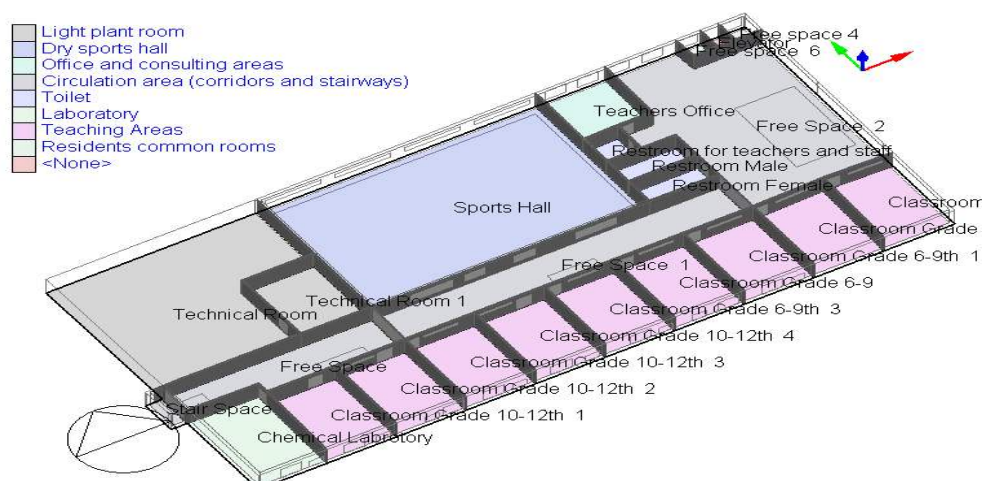 Light plant room
Dry sports hall
Office and consulting areas
Circulation area (corridors and stairways)
Toilet
Laboratory
Teaching Areas
Residents common rooms
<None>
Free space 4
Elevator
Free space 6
Teachers Office
Free Space 2
Restroom for teachers and staff
Restroom Male
Restroom Female
Sports Hall
Classroom
Classroom Grade
Classroom Grade 6-9th 1
Free Space 1
Classroom Grade 6-9
Technical Room 1
Classroom Grade 6-9th 3
Technical Room
Classroom Grade 10-12th 4
Classroom Grade 10-12th 3
Free Space
Classroom Grade 10-12th 2
Stair Space
Classroom Grade 10-12th 1
Chemical Labrotory